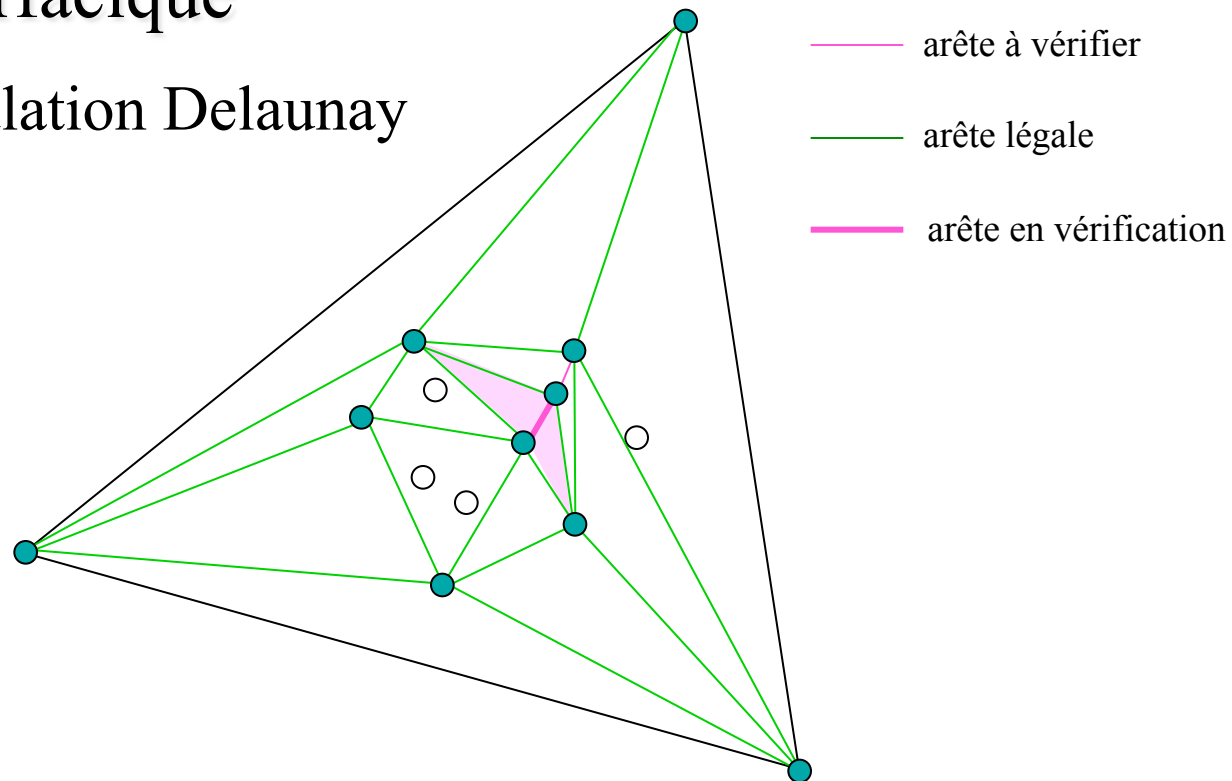 lation Delaunay
arête à vérifier
arête légale
arête en vérification